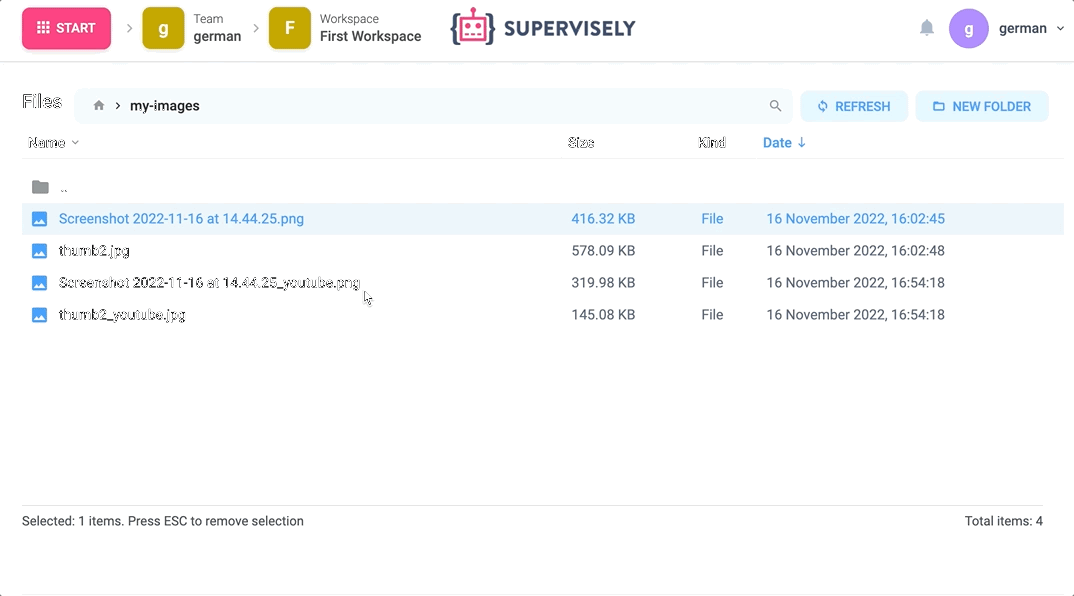 START
g
Team
german
F
Workspace
First Workspace
SUPERVISELY
g
german
Files
my-images
REFRESH
NEW FOLDER
Name
Size
Kind
Date ↓
..
Screenshot 2022-11-16 at 14.44.25.png 416.32 KB File 16 November 2022, 16:02:45
thumb2.jpg 578.09 KB File 16 November 2022, 16:02:48
Screenshot 2022-11-16 at 14.44.25_youtube.png 319.98 KB File 16 November 2022, 16:54:18
thumb2_youtube.jpg 145.08 KB File 16 November 2022, 16:54:18
Selected: 1 items. Press ESC to remove selection
Total items: 4